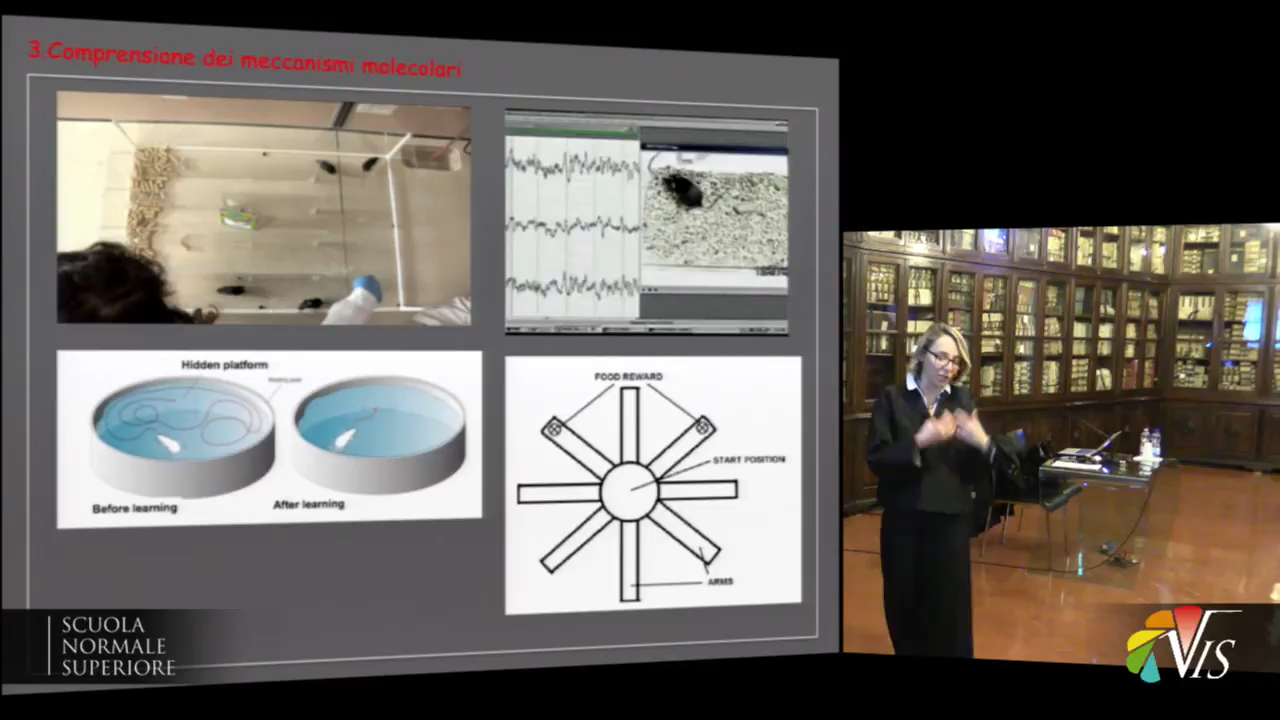 3.Comprensione dei meccanismi molecolari
Hidden platform
Before learning
After learning
FOOD REWARD
START POSITION
ARMS
SCUOLA
NORMALE
SUPERIORE
VIS